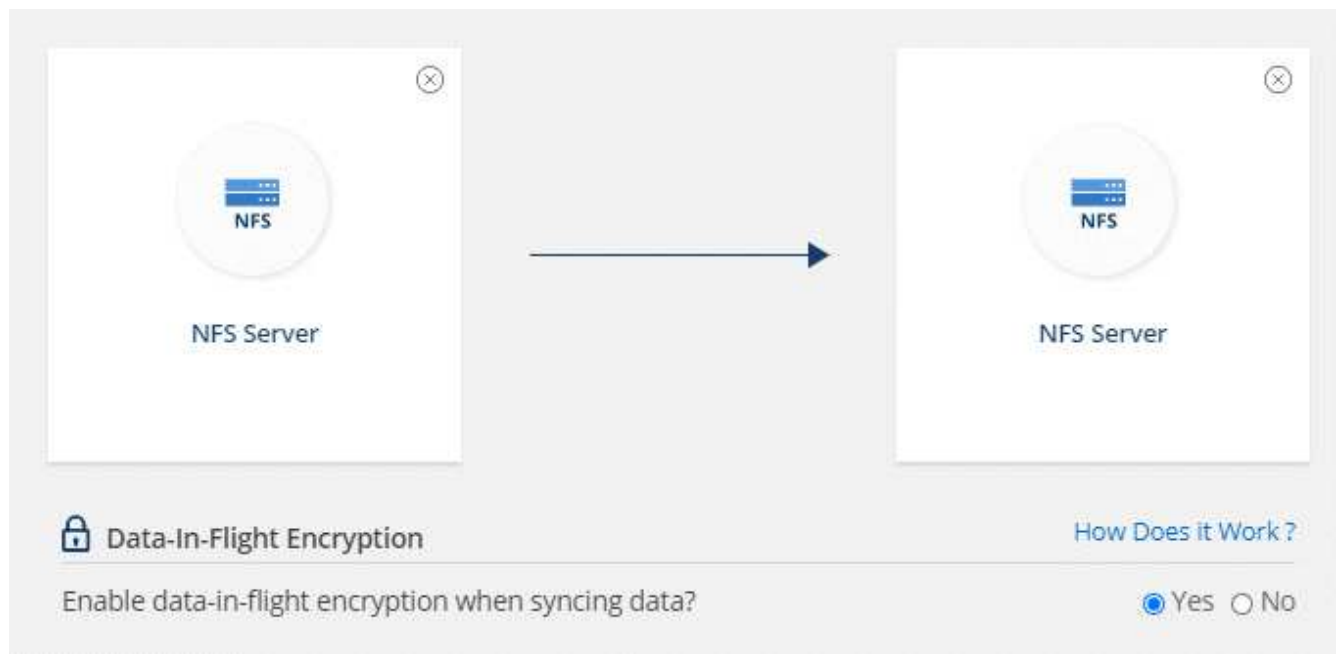 NFS
NFS
NFS Server
NFS Server
Data-In-Flight Encryption
How Does it Work ?
Enable data-in-flight encryption when syncing data?
Yes No